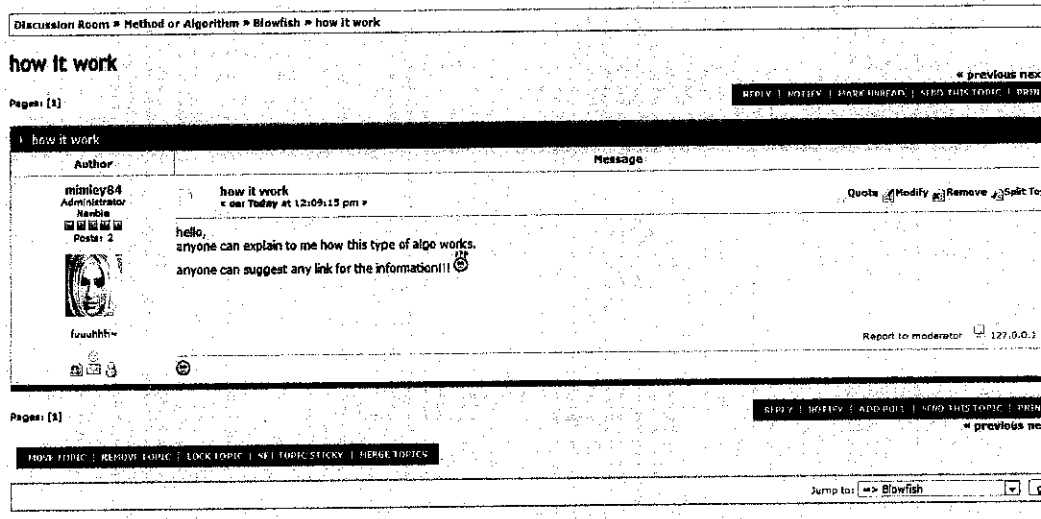 Discussion Room » Method or Algorithm » Blowfish » how it work
how it work
« previous nex
Pages: [1]
REPLY | NOTIFY | MARK UNREAD | SEND THIS TOPIC | PRIN
how it work
Author
Message
mimiey84
Administrator
Newbie
Posts: 2
fuuuhhh~
how it work
« on: Today at 12:09:15 pm »
Quote Modify Remove Split To
hello,
anyone can explain to me how this type of algo works.
anyone can suggest any link for the information!!!
Report to moderator 127.0.0.1
Pages: [1]
REPLY | NOTIFY | ADD POLL | SEND THIS TOPIC | PRIN
« previous ne
MOVE TOPIC | REMOVE TOPIC | LOCK TOPIC | SET TOPIC STICKY | MERGE TOPICS
Jump to: => Blowfish